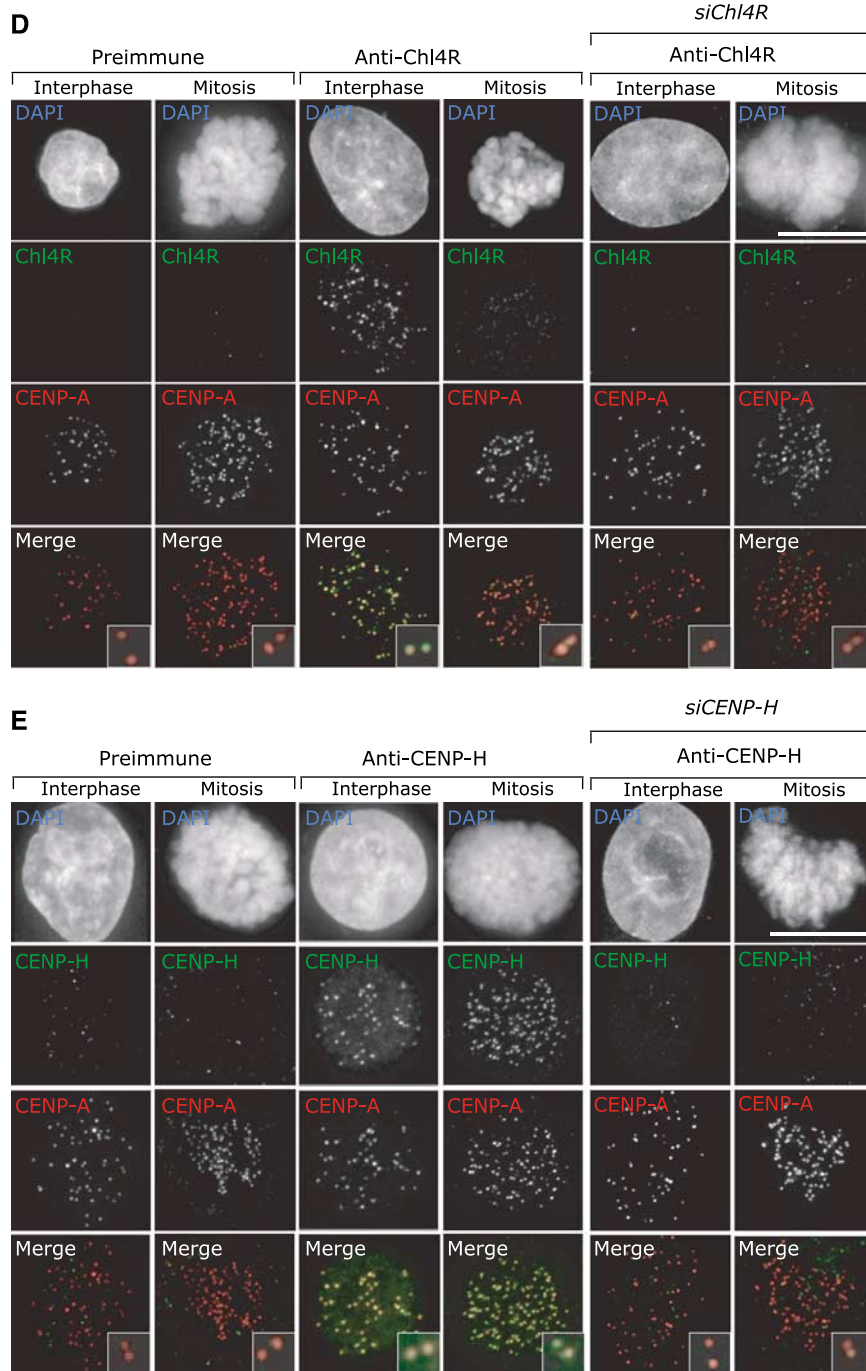 D
siChl4R
Preimmune Anti-Chl4R Anti-Chl4R
Interphase Mitosis Interphase Mitosis Interphase Mitosis
DAPI DAPI DAPI DAPI DAPI DAPI
Chl4R Chl4R Chl4R Chl4R Chl4R Chl4R
CENP-A CENP-A CENP-A CENP-A CENP-A CENP-A
Merge Merge Merge Merge Merge Merge
E
siCENP-H
Preimmune Anti-CENP-H Anti-CENP-H
Interphase Mitosis Interphase Mitosis Interphase Mitosis
DAPI DAPI DAPI DAPI DAPI DAPI
CENP-H CENP-H CENP-H CENP-H CENP-H CENP-H
CENP-A CENP-A CENP-A CENP-A CENP-A CENP-A
Merge Merge Merge Merge Merge Merge